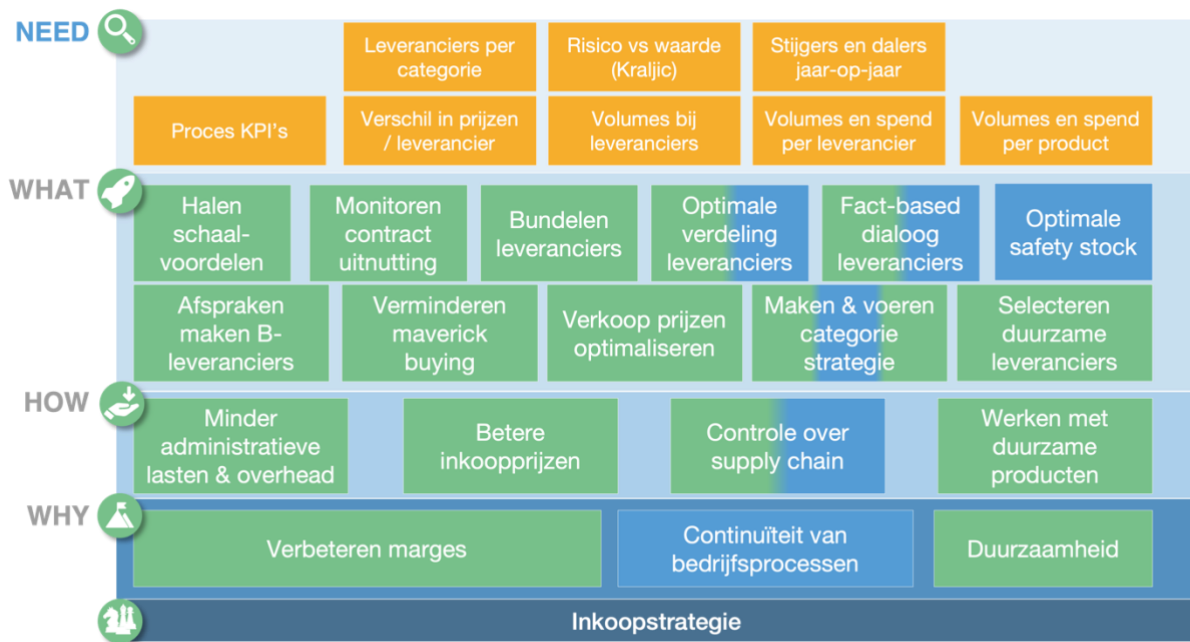 NEED
Leveranciers per
categorie
Risico vs waarde
(Kraljic)
Stijgers en dalers
jaar-op-jaar
Proces KPI's
Verschil in prijzen
/ leverancier
Volumes bij
leveranciers
Volumes en spend
per leverancier
Volumes en spend
per product
WHAT
Halen
schaal-
voordelen
Monitoren
contract
uitnutting
Bundelen
leveranciers
Optimale
verdeling
leveranciers
Fact-based
dialoog
leveranciers
Optimale
safety stock
Afspraken
maken B-
leveranciers
Verminderen
maverick
buying
Verkoop prijzen
optimaliseren
Maken & voeren
categorie
strategie
Selecteren
duurzame
leveranciers
HOW
Minder
administratieve
lasten & overhead
Betere
inkoopprijzen
Controle over
supply chain
Werken met
duurzame
producten
WHY
Verbeteren marges
Continuïteit van
bedrijfsprocessen
Duurzaamheid
Inkoopstrategie